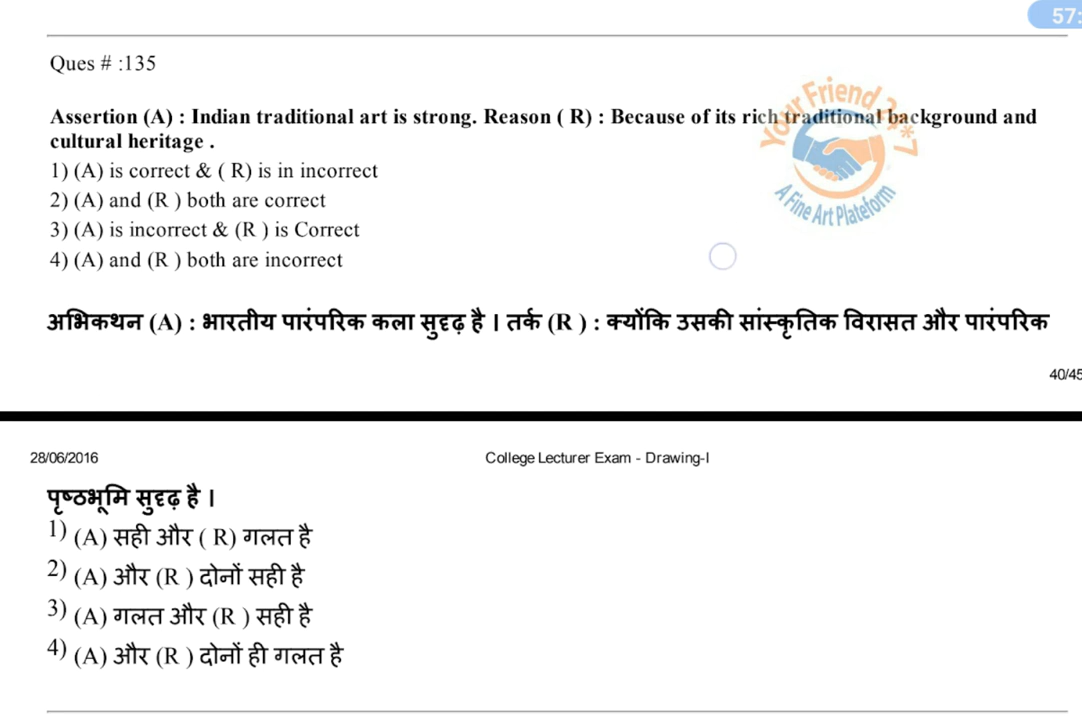 57:
Ques # :135
Your Friend 24*7
A Fine Art Plateform
Assertion (A) : Indian traditional art is strong. Reason ( R) : Because of its rich traditional background and
cultural heritage .
1) (A) is correct & ( R) is in incorrect
2) (A) and (R ) both are correct
3) (A) is incorrect & (R ) is Correct
4) (A) and (R ) both are incorrect
अभिकथन (A) : भारतीय पारंपरिक कला सुदृढ़ है । तर्क (R ) : क्योंकि उसकी सांस्कृतिक विरासत और पारंपरिक
40/45
28/06/2016 College Lecturer Exam - Drawing-I
पृष्ठभूमि सुदृढ़ है ।
1) (A) सही और ( R) गलत है
2) (A) और (R ) दोनों सही है
3) (A) गलत और (R ) सही है
4) (A) और (R ) दोनों ही गलत है